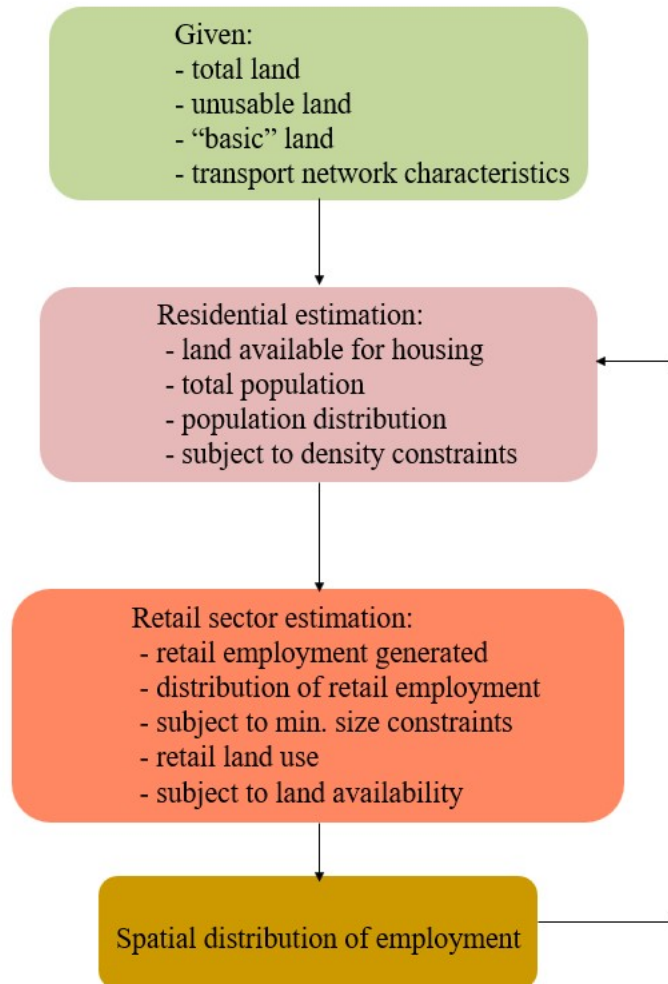 Given:
- total land
- unusable land
- “basic” land
- transport network characteristics
Residential estimation:
- land available for housing
- total population
- population distribution
- subject to density constraints
Retail sector estimation:
- retail employment generated
- distribution of retail employment
- subject to min. size constraints
- retail land use
- subject to land availability
Spatial distribution of employment